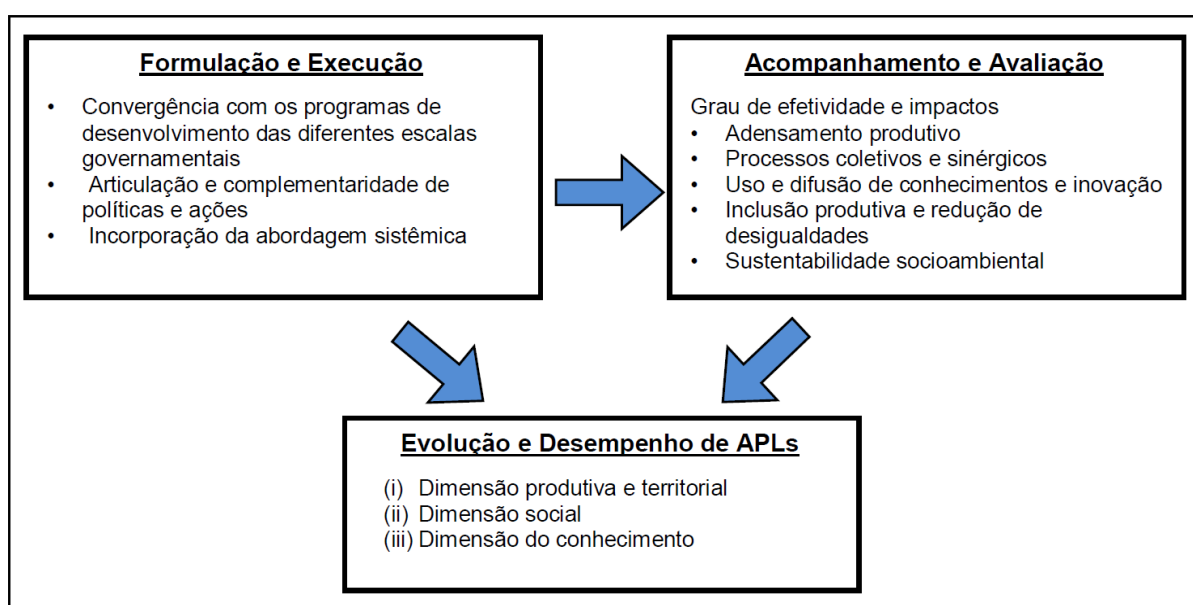 Formulação e Execução
• Convergência com os programas de
desenvolvimento das diferentes escalas
governamentais
• Articulação e complementaridade de
políticas e ações
• Incorporação da abordagem sistêmica
Acompanhamento e Avaliação
Grau de efetividade e impactos
• Adensamento produtivo
• Processos coletivos e sinérgicos
• Uso e difusão de conhecimentos e inovação
• Inclusão produtiva e redução de
desigualdades
• Sustentabilidade socioambiental
Evolução e Desempenho de APLs
(i) Dimensão produtiva e territorial
(ii) Dimensão social
(iii) Dimensão do conhecimento